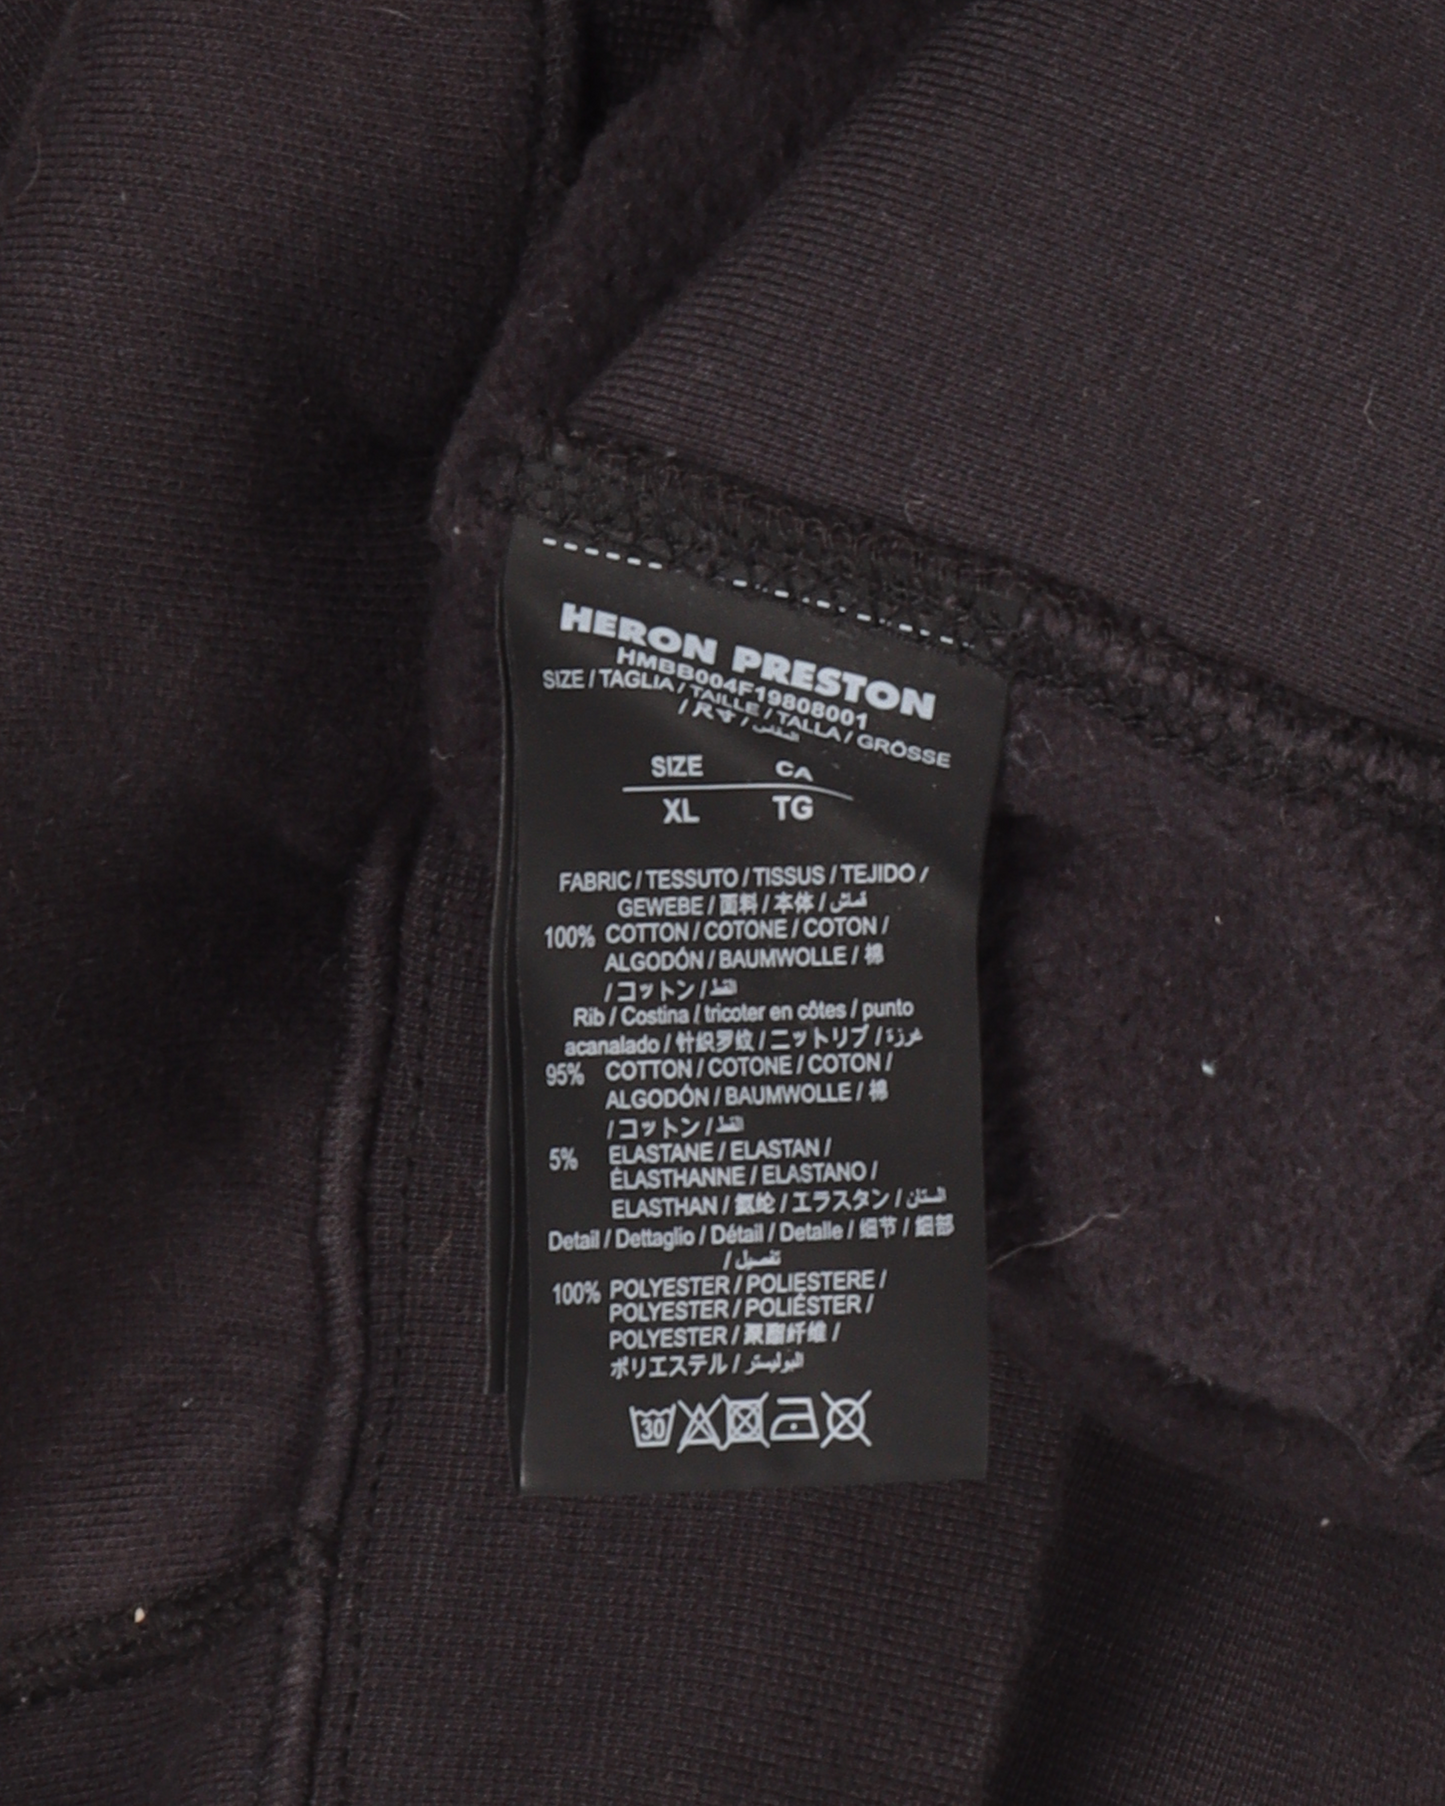 HERON PRESTON
HMBB004F19808001
SIZE / TAGLIA / TAILLE / TALLA / GRÖSSE
/ 尺寸 / المقاس
SIZE CA
XL TG
FABRIC / TESSUTO / TISSUS / TEJIDO /
GEWEBE / 面料 / 本体 / قماش
100% COTTON / COTONE / COTON /
ALGODÓN / BAUMWOLLE / 棉
/ コットン / القط
Rib / Costina / tricoter en côtes / punto
acanalado / 针织罗纹 / ニットリブ / غرزة
95% COTTON / COTONE / COTON /
ALGODÓN / BAUMWOLLE / 棉
/ コットン / القط
5% ELASTANE / ELASTAN /
ÉLASTHANNE / ELASTANO /
ELASTHAN / 氨纶 / エラスタン / الستان
Detail / Dettaglio / Détail / Detalle / 细节 / 細部
/ تفصيل
100% POLYESTER / POLIESTERE /
POLYESTER / POLIÉSTER /
POLYESTER / 聚酯纤维 /
ポリエステル / البوليستر
30